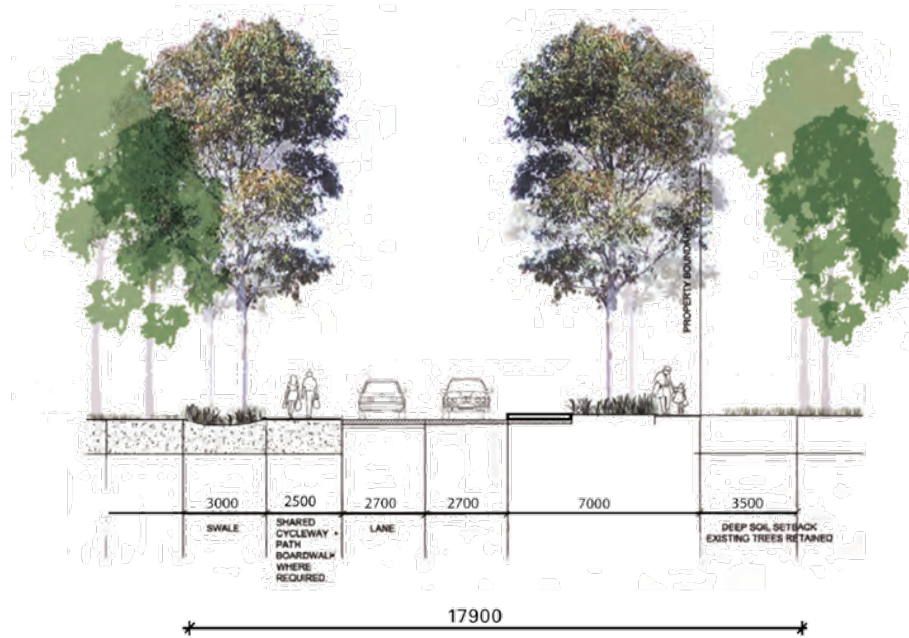 PROPERTY BOUNDARY
3000
2500
2700
2700
7000
3500
SWALE
SHARED
CYCLEWAY +
PATH
BOARDWALK
WHERE
REQUIRED
LANE
DEEP SOIL SETBACK
EXISTING TREES RETAINED
17900